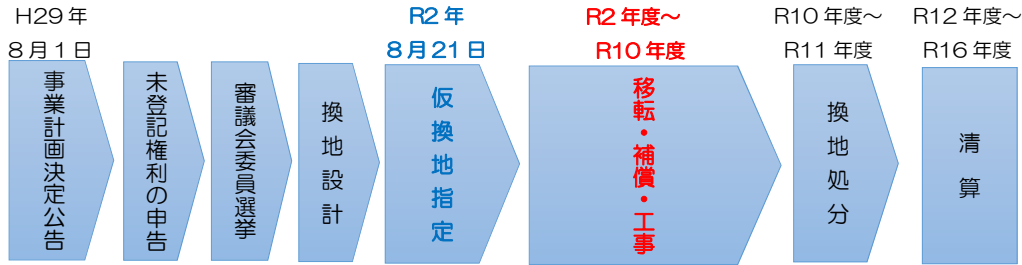 H29年
8月1日
事業計画決定公告
未登記権利の申告
審議会委員選挙
換地設計
R2年
8月21日
仮換地指定
R2年度～
R10年度
移転・補償・工事
R10年度～
R11年度
換地処分
R12年度～
R16年度
清算